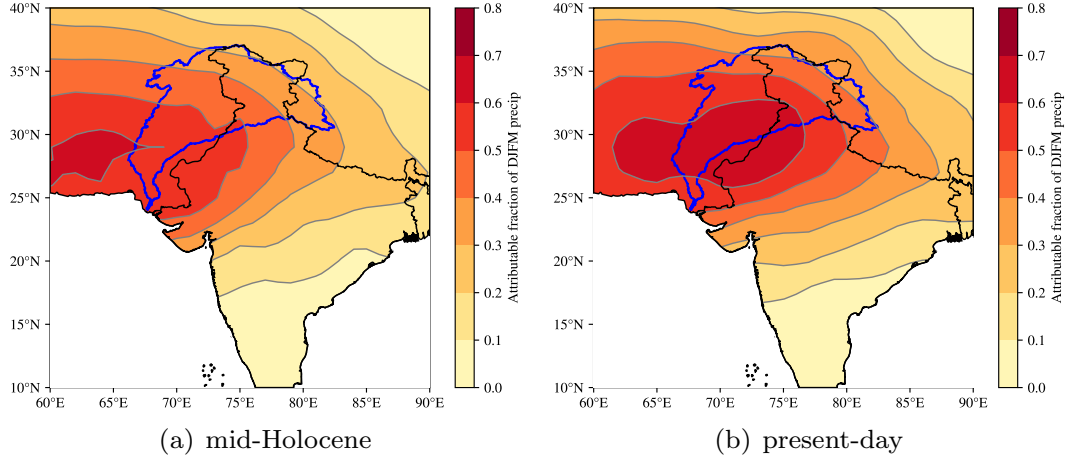 40°N
35°N
30°N
25°N
20°N
15°N
10°N
60°E 65°E 70°E 75°E 80°E 85°E 90°E
0.8
0.7
0.6
0.5
0.4
0.3
0.2
0.1
0.0
Attributable fraction of DJFM precip
(a) mid-Holocene
40°N
35°N
30°N
25°N
20°N
15°N
10°N
60°E 65°E 70°E 75°E 80°E 85°E 90°E
0.8
0.7
0.6
0.5
0.4
0.3
0.2
0.1
0.0
Attributable fraction of DJFM precip
(b) present-day